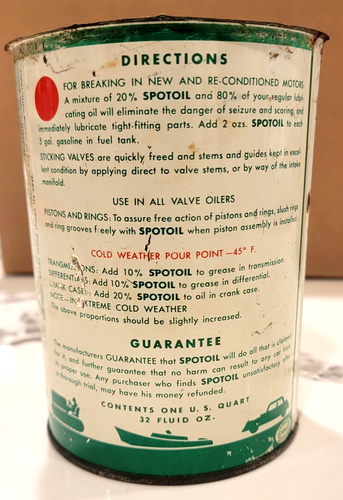 DIRECTIONS
FOR BREAKING IN NEW AND RE-CONDITIONED MOTORS:
A mixture of 20% SPOTOIL and 80% of your regular lubri-
cating oil will eliminate the danger of seizure and scoring, and
immediately lubricate tight-fitting parts. Add 2 ozs. SPOTOIL to each
5 gal. gasoline in fuel tank.
STICKING VALVES are quickly freed and stems and guides kept in excel-
lent condition by applying direct to valve stems, or by way of the intake
manifold.
USE IN ALL VALVE OILERS
PISTONS AND RINGS: To assure free action of pistons and rings, slush rings
and ring grooves freely with SPOTOIL when piston assembly is installed.
COLD WEATHER POUR POINT —45° F.
TRANSMISSIONS: Add 10% SPOTOIL to grease in transmission.
DIFFERENTIALS: Add 10% SPOTOIL to grease in differential.
CRANK CASE: Add 20% SPOTOIL to oil in crank case.
NOTE—IN EXTREME COLD WEATHER
The above proportions should be slightly increased.
GUARANTEE
The manufacturers GUARANTEE that SPOTOIL will do all that is claimed
for it, and further guarantee that no harm can result to any car from
its proper use. Any purchaser who finds SPOTOIL unsatisfactory after
a thorough trial, may have his money refunded.
CONTENTS ONE U. S. QUART
32 FLUID OZ.